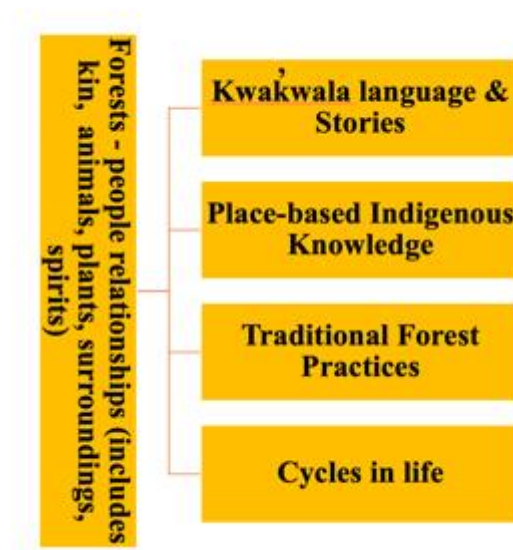 Forests - people relationships (includes
kin, animals, plants, surroundings,
spirits)
Kwak̓wala language &
Stories
Place-based Indigenous
Knowledge
Traditional Forest
Practices
Cycles in life